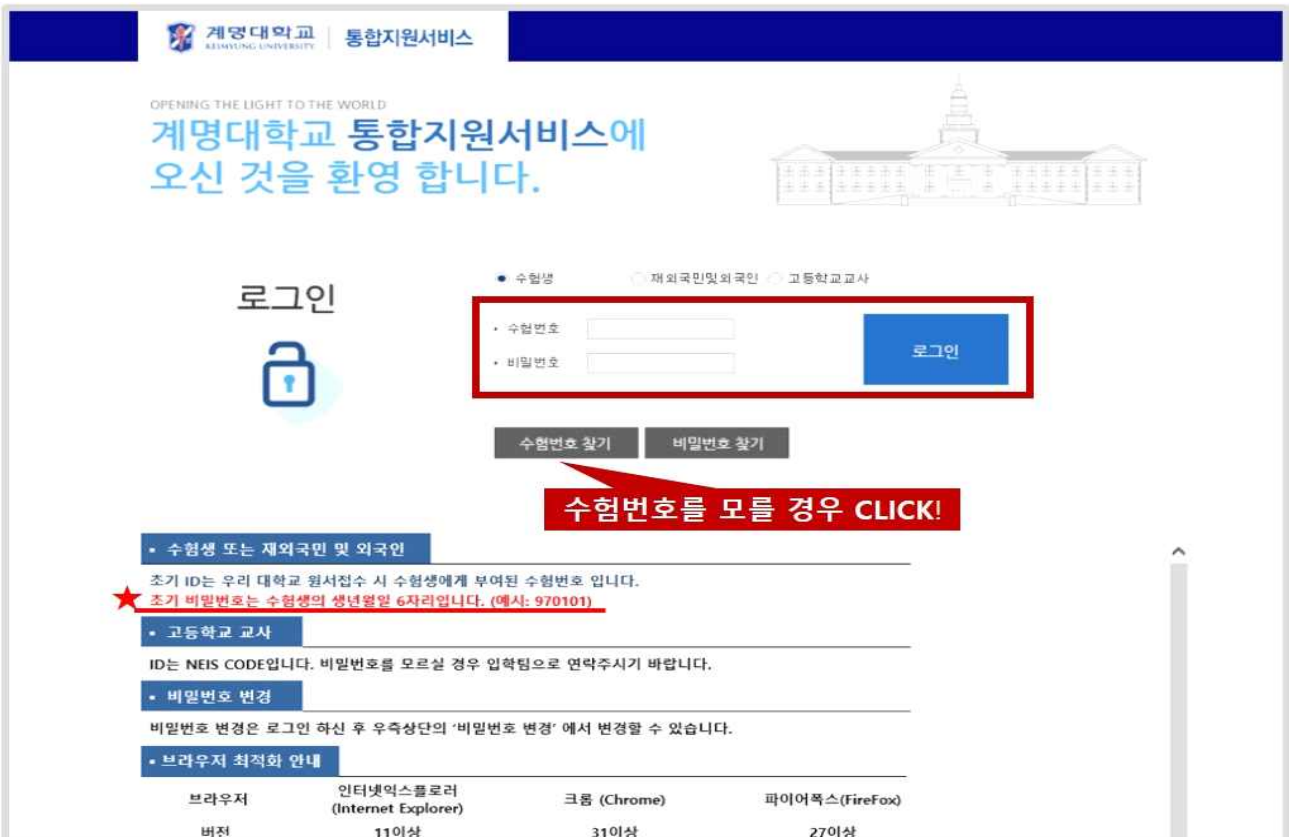 계명대학교 통합지원서비스
KEIMYUNG UNIVERSITY
OPENING THE LIGHT TO THE WORLD
계명대학교 통합지원서비스에
오신 것을 환영 합니다.
로그인
수험생 재외국민및외국인 고등학교교사
수험번호
비밀번호
로그인
수험번호 찾기 비밀번호 찾기
수험번호를 모를 경우 CLICK!
수험생 또는 재외국민 및 외국인
초기 ID는 우리 대학교 원서접수 시 수험생에게 부여된 수험번호 입니다.
초기 비밀번호는 수험생의 생년월일 6자리입니다. (예시: 970101)
고등학교 교사
ID는 NEIS CODE입니다. 비밀번호를 모르실 경우 입학팀으로 연락주시기 바랍니다.
비밀번호 변경
비밀번호 변경은 로그인 하신 후 우측상단의 '비밀번호 변경' 에서 변경할 수 있습니다.
브라우저 최적화 안내
브라우저 인터넷익스플로러 (Internet Explorer) 크롬 (Chrome) 파이어폭스(FireFox)
버전 11이상 31이상 27이상